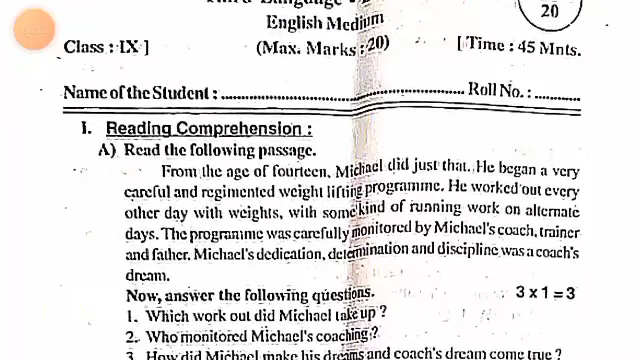 English Medium
20
Class : IX ]
(Max. Marks : 20)
[ Time : 45 Mnts.
Name of the Student : ............................................ Roll No. : ..........
I. Reading Comprehension :
A) Read the following passage.
From the age of fourteen, Michael did just that. He began a very
careful and regimented weight lifting programme. He worked out every
other day with weights, with some kind of running work on alternate
days. The programme was carefully monitored by Michael's coach, trainer
and father. Michael's dedication, determination and discipline was a coach's
dream.
Now, answer the following questions. 3 x 1 = 3
1. Which work out did Michael take up ?
2. Who monitored Michael's coaching ?
3. How did Michael make his dreams and coach's dream come true ?